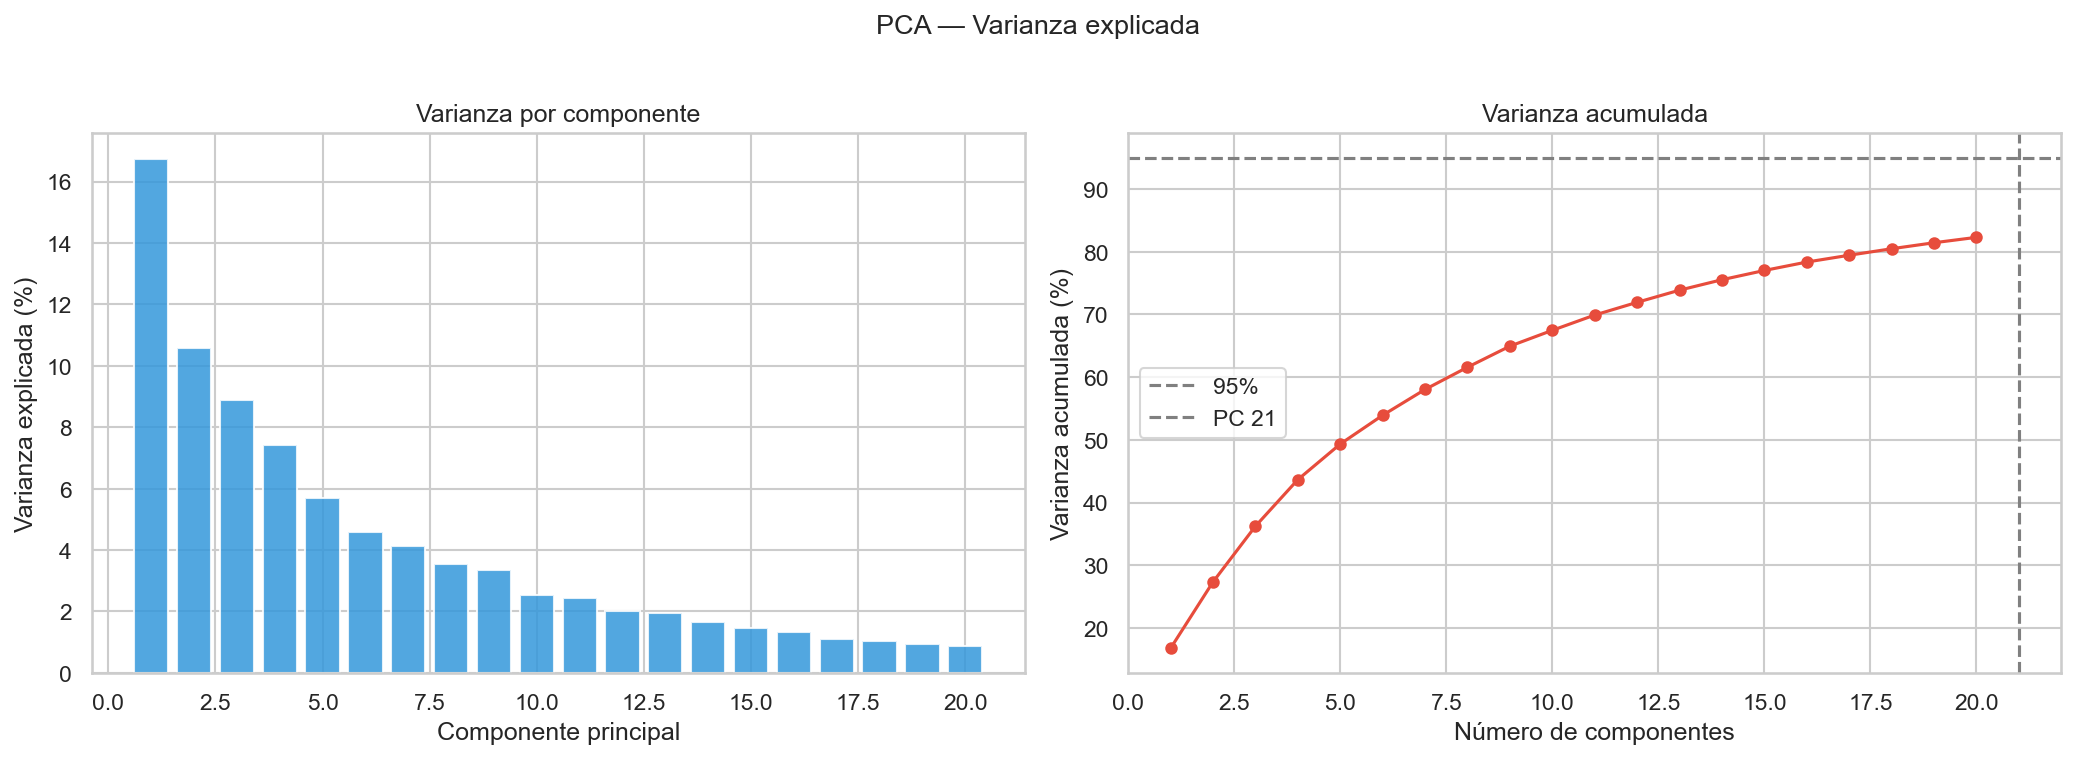 PCA — Varianza explicada
Varianza por componente
Varianza explicada (%)
16
14
12
10
8
6
4
2
0
0.0 2.5 5.0 7.5 10.0 12.5 15.0 17.5 20.0
Componente principal
Varianza acumulada
Varianza acumulada (%)
90
80
70
60
50
40
30
20
95%
PC 21
0.0 2.5 5.0 7.5 10.0 12.5 15.0 17.5 20.0
Número de componentes